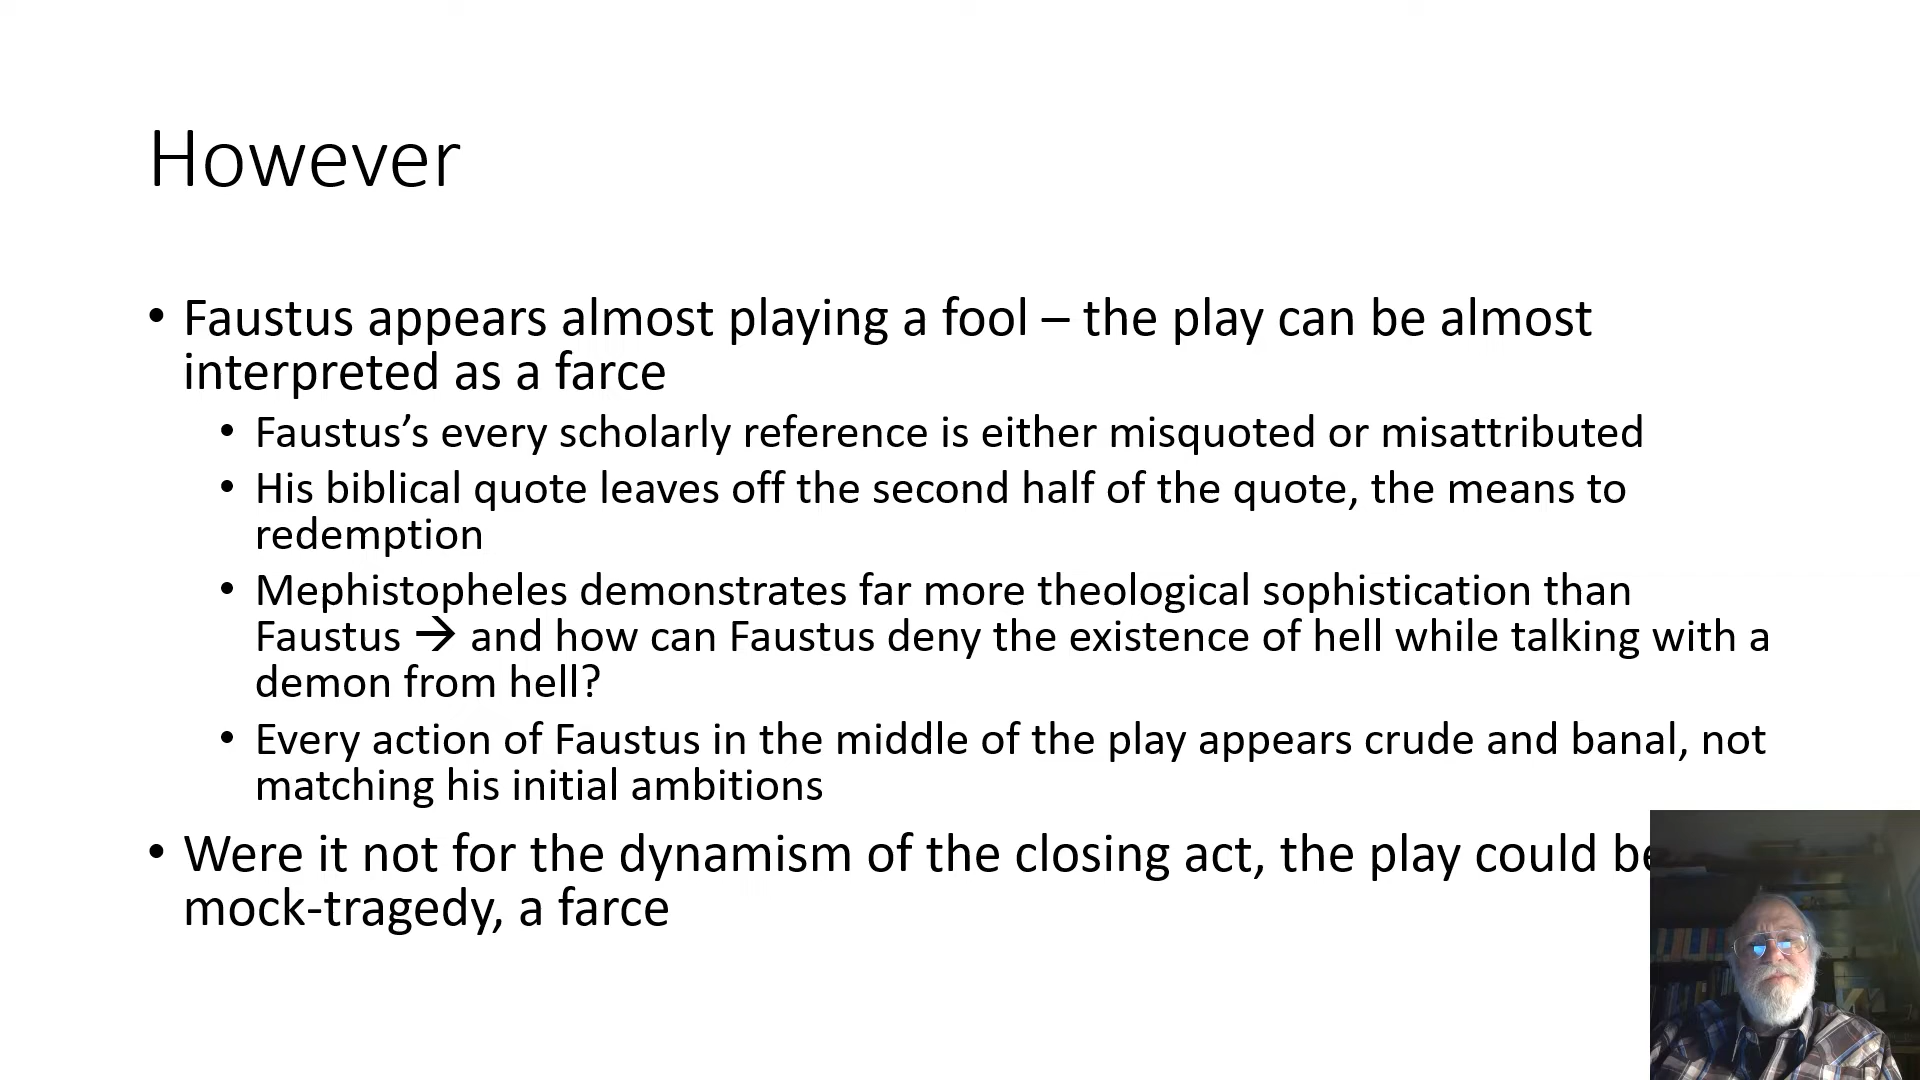 However
• Faustus appears almost playing a fool – the play can be almost
interpreted as a farce
• Faustus’s every scholarly reference is either misquoted or misattributed
• His biblical quote leaves off the second half of the quote, the means to
redemption
• Mephistopheles demonstrates far more theological sophistication than
Faustus → and how can Faustus deny the existence of hell while talking with a
demon from hell?
• Every action of Faustus in the middle of the play appears crude and banal, not
matching his initial ambitions
• Were it not for the dynamism of the closing act, the play could be
mock-tragedy, a farce